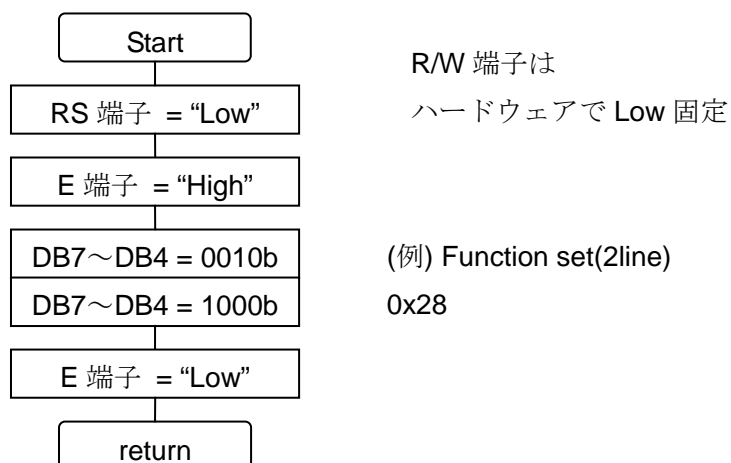 Start
R/W 端子は
RS 端子 = “Low”
ハードウェアで Low 固定
E 端子 = “High”
DB7～DB4 = 0010b
(例) Function set(2line)
DB7～DB4 = 1000b
0x28
E 端子 = “Low”
return